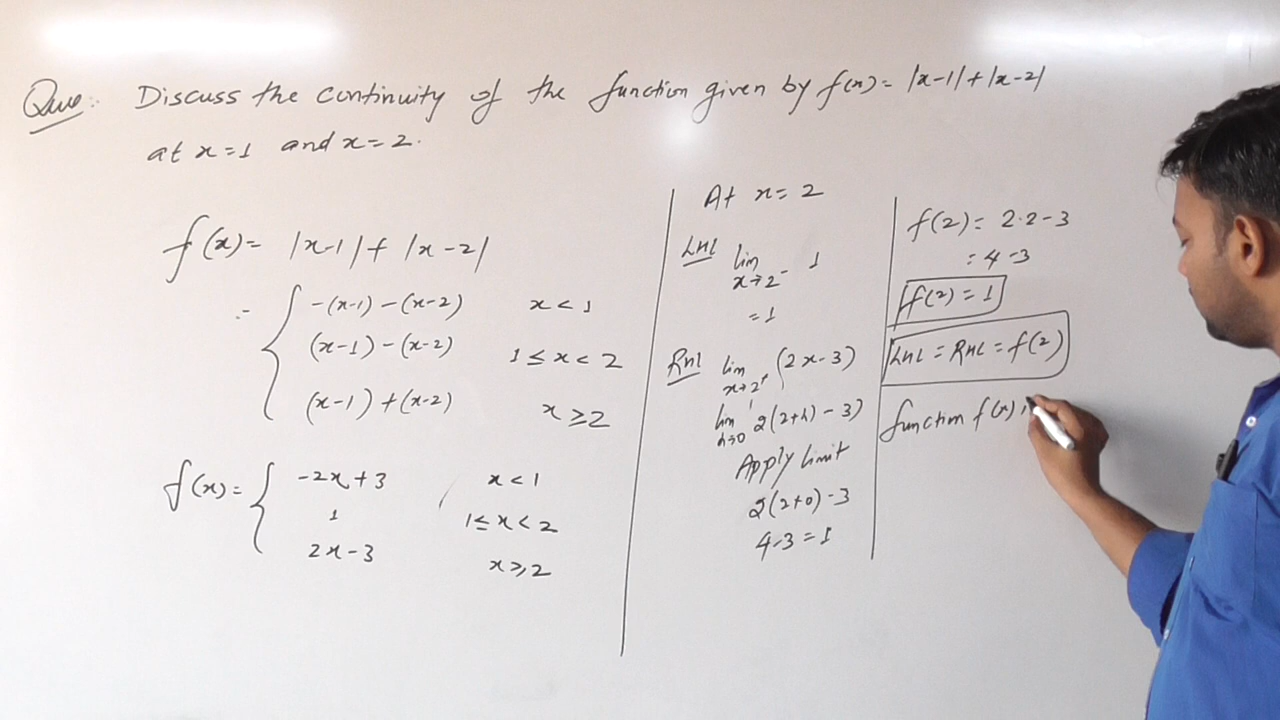 Que:. Discuss the continuity of the function given by f(x) = |x-1|+|x-2|
at x=1 and x=2.
f(x) = |x-1| + |x-2|
= { -(x-1) - (x-2) x < 1
(x-1) - (x-2) 1 ≤ x < 2
(x-1) + (x-2) x ≥ 2
f(x) = { -2x+3 x < 1
1 1 ≤ x < 2
2x-3 x ≥ 2
At x = 2
LHL lim x→2⁻ 1
= 1
RHL lim x→2⁺ (2x-3)
lim h→0 2(2+h) - 3)
Apply limit
2(2+0) - 3
4-3 = 1
f(2) = 2·2-3
= 4-3
f(2) = 1
LHL = RHL = f(2)
function f(x)